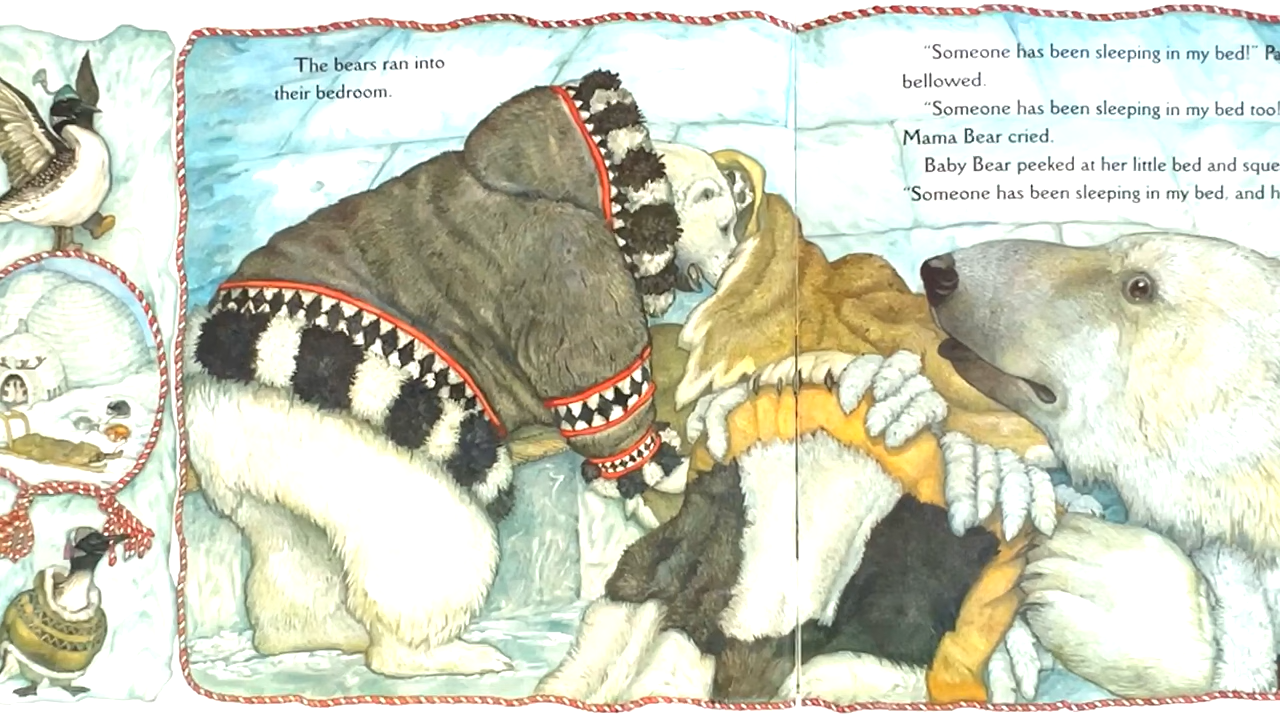 The bears ran into
their bedroom.
"Someone has been sleeping in my bed!"
bellowed.
"Someone has been sleeping in my bed too!
Mama Bear cried.
Baby Bear peeked at her little bed and
"Someone has been sleeping in my bed, and